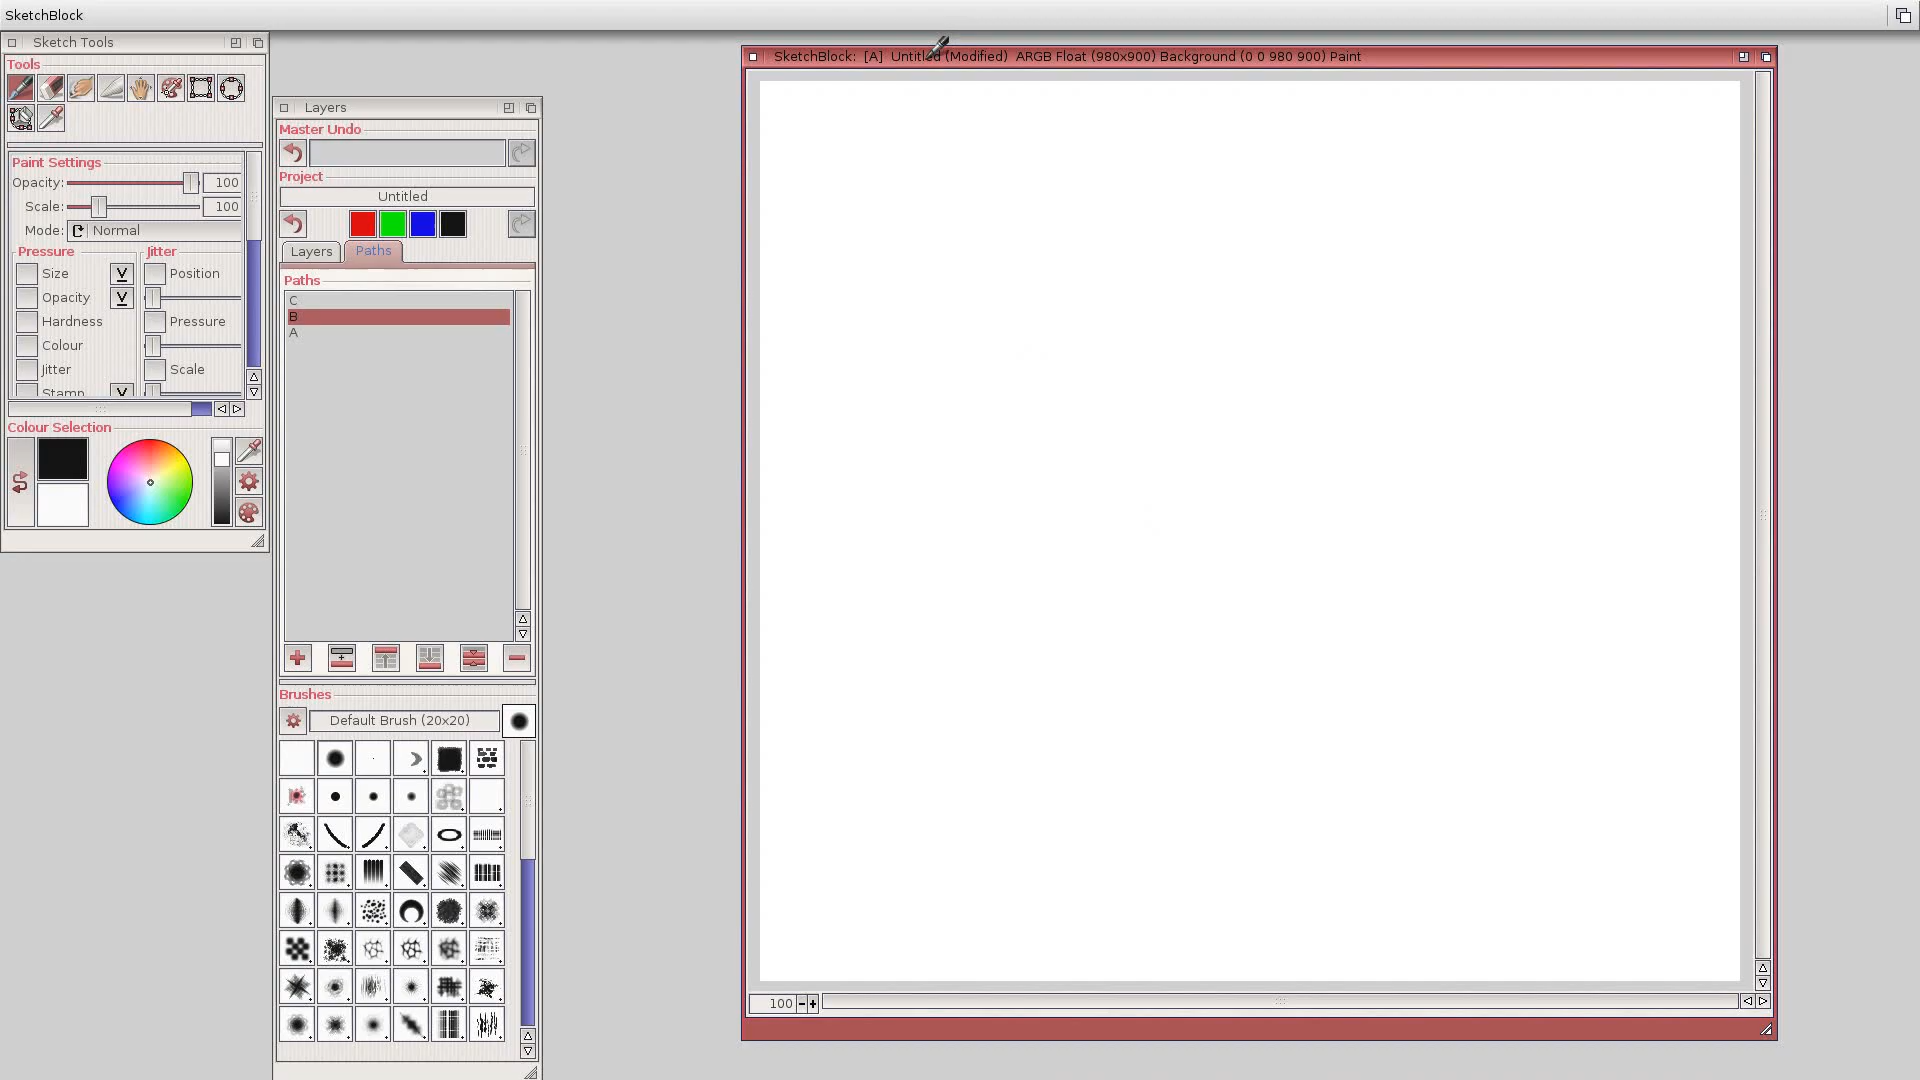 SketchBlock
Sketch Tools
Tools
Paint Settings
Opacity: 100
Scale: 100
Mode: Normal
Pressure
Jitter
Size V
Position
Opacity V
Hardness
Pressure
Colour
Jitter
Scale
Stamp V
Colour Selection
Layers
Master Undo
Project
Untitled
Layers
Paths
Paths
C
B
A
Brushes
Default Brush (20x20)
SketchBlock: [A] Untitled (Modified) ARGB Float (980x900) Background (0 0 980 900) Paint
100